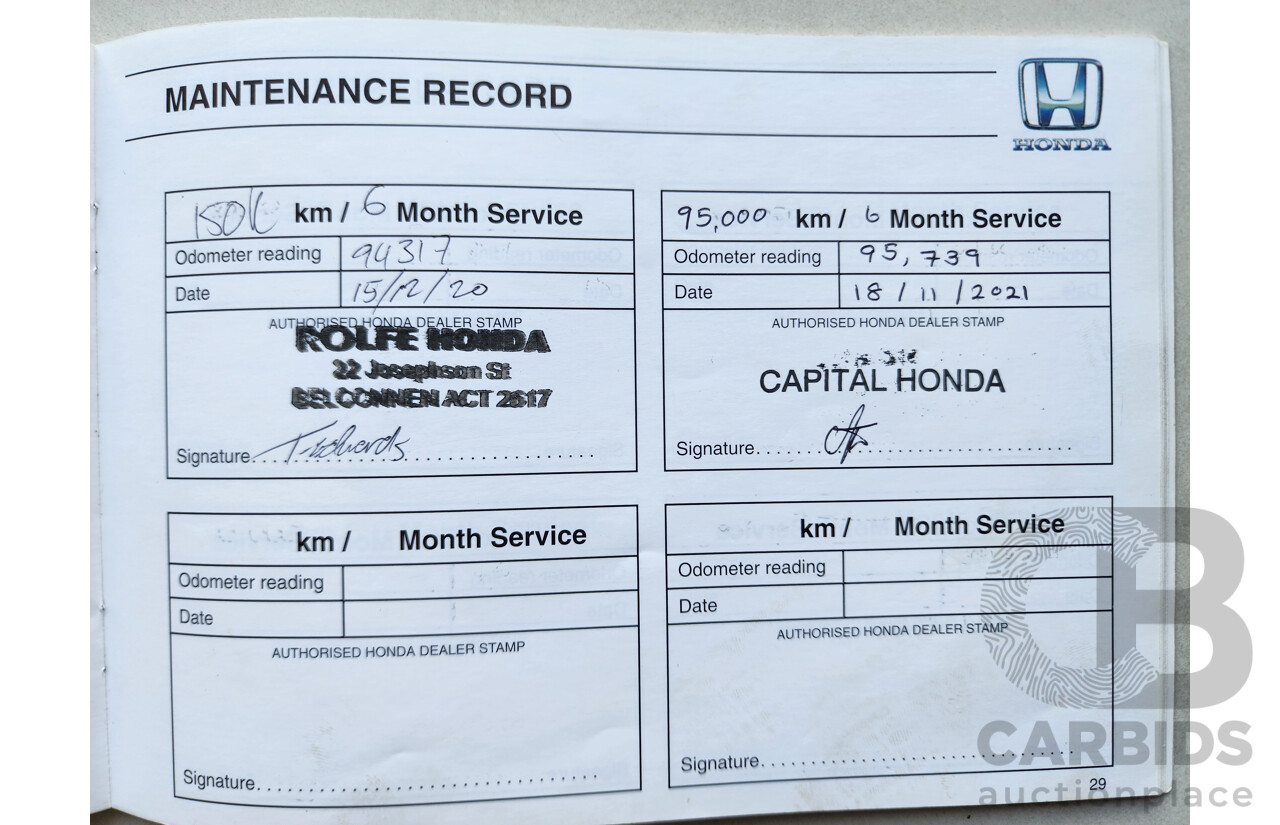 MAINTENANCE RECORD
HONDA
150K km / 6 Month Service
Odometer reading 94317
Date 15/12/20
AUTHORISED HONDA DEALER STAMP
ROLFE HONDA
22 Josephson St
BELCONNEN ACT 2617
Signature
95,000 km / 6 Month Service
Odometer reading 95,739
Date 18/11/2021
AUTHORISED HONDA DEALER STAMP
CAPITAL HONDA
Signature
km / Month Service
Odometer reading
Date
AUTHORISED HONDA DEALER STAMP
Signature
km / Month Service
Odometer reading
Date
AUTHORISED HONDA DEALER STAMP
Signature
29
CB
CARBIDS
auctionplace